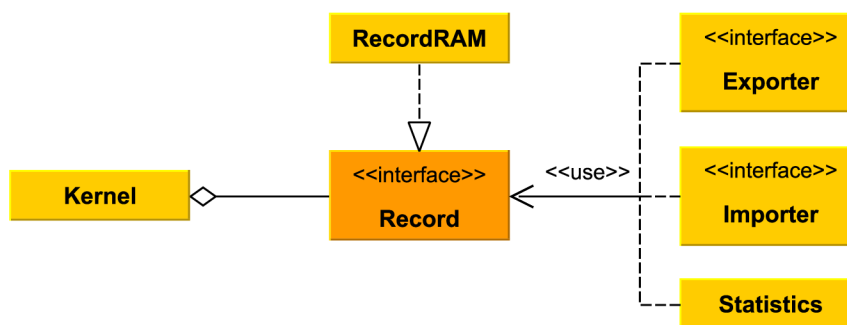 RecordRAM
<<interface>>
Exporter
Kernel
<<interface>>
Record
<<use>>
<<interface>>
Importer
Statistics